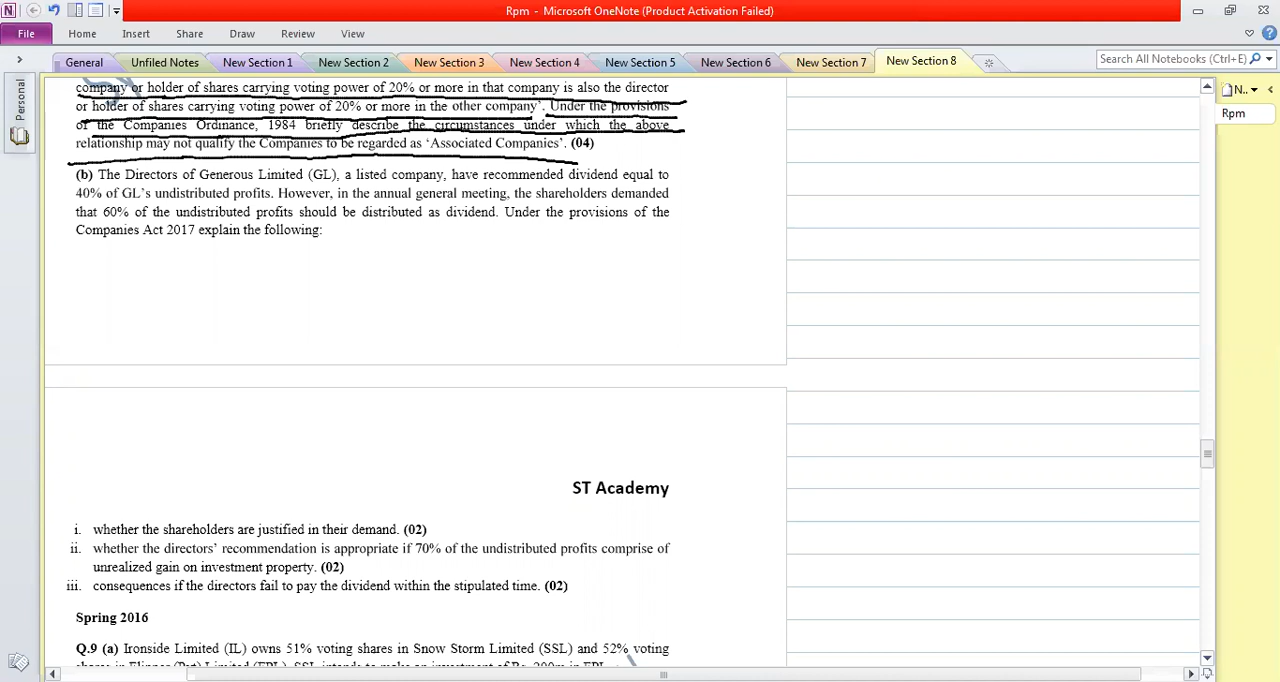 Rpm - Microsoft OneNote (Product Activation Failed)
File Home Insert Share Draw Review View
General Unfiled Notes New Section 1 New Section 2 New Section 3 New Section 4 New Section 5 New Section 6 New Section 7 New Section 8
Search All Notebooks (Ctrl+E)
Personal
N..
Rpm
company or holder of shares carrying voting power of 20% or more in that company is also the director
or holder of shares carrying voting power of 20% or more in the other company'. Under the provisions
of the Companies Ordinance, 1984 briefly describe the circumstances under which the above
relationship may not qualify the Companies to be regarded as 'Associated Companies'. (04)
(b) The Directors of Generous Limited (GL), a listed company, have recommended dividend equal to
40% of GL's undistributed profits. However, in the annual general meeting, the shareholders demanded
that 60% of the undistributed profits should be distributed as dividend. Under the provisions of the
Companies Act 2017 explain the following:
ST Academy
i. whether the shareholders are justified in their demand. (02)
ii. whether the directors' recommendation is appropriate if 70% of the undistributed profits comprise of
unrealized gain on investment property. (02)
iii. consequences if the directors fail to pay the dividend within the stipulated time. (02)
Spring 2016
Q.9 (a) Ironside Limited (IL) owns 51% voting shares in Snow Storm Limited (SSL) and 52% voting